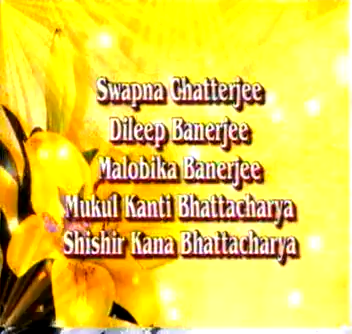 Swapna Chatterjee
Dileep Banerjee
Malobika Banerjee
Mukul Kanti Bhattacharya
Shishir Kana Bhattacharya